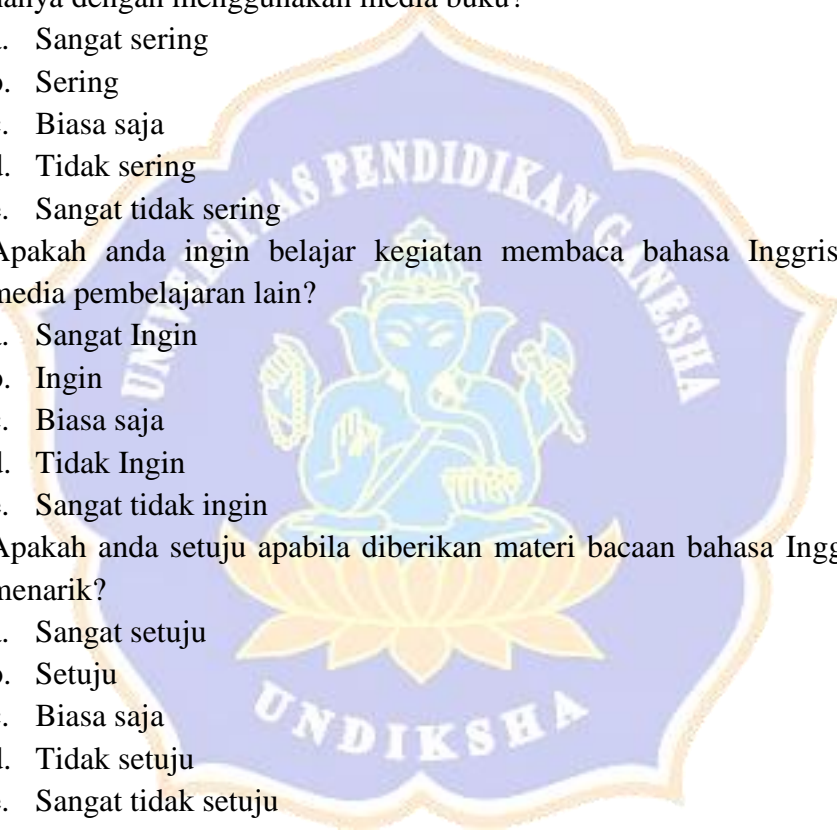 hanya dengan menggunakan media buku?
a. Sangat sering
b. Sering
c. Biasa saja
d. Tidak sering
e. Sangat tidak sering
Apakah anda ingin belajar kegiatan membaca bahasa Inggris
media pembelajaran lain?
a. Sangat Ingin
b. Ingin
c. Biasa saja
d. Tidak Ingin
e. Sangat tidak ingin
Apakah anda setuju apabila diberikan materi bacaan bahasa
menarik?
a. Sangat setuju
b. Setuju
c. Biasa saja
d. Tidak setuju
e. Sangat tidak setuju
UNIVERSITAS PENDIDIKAN GANESHA
UNDIKSHA